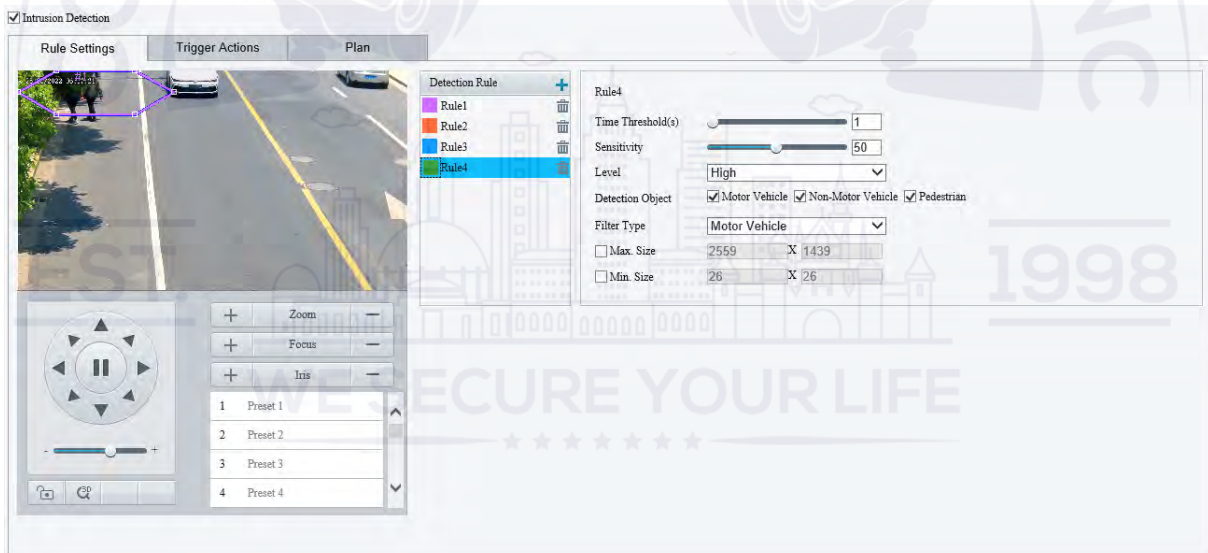 Intrusion Detection
Rule Settings
Trigger Actions
Plan
#1
Detection Rule
Rule1
Rule2
Rule3
Rule4
Rule4
Time Threshold(s) 1
Sensitivity 50
Level High
Detection Object Motor Vehicle Non-Motor Vehicle Pedestrian
Filter Type Motor Vehicle
Max. Size 2559 X 1439
Min. Size 26 X 26
+ Zoom −
+ Focus −
+ Iris −
- +
1 Preset 1
2 Preset 2
3 Preset 3
4 Preset 4
3D
EST. 1998
WE SECURE YOUR LIFE